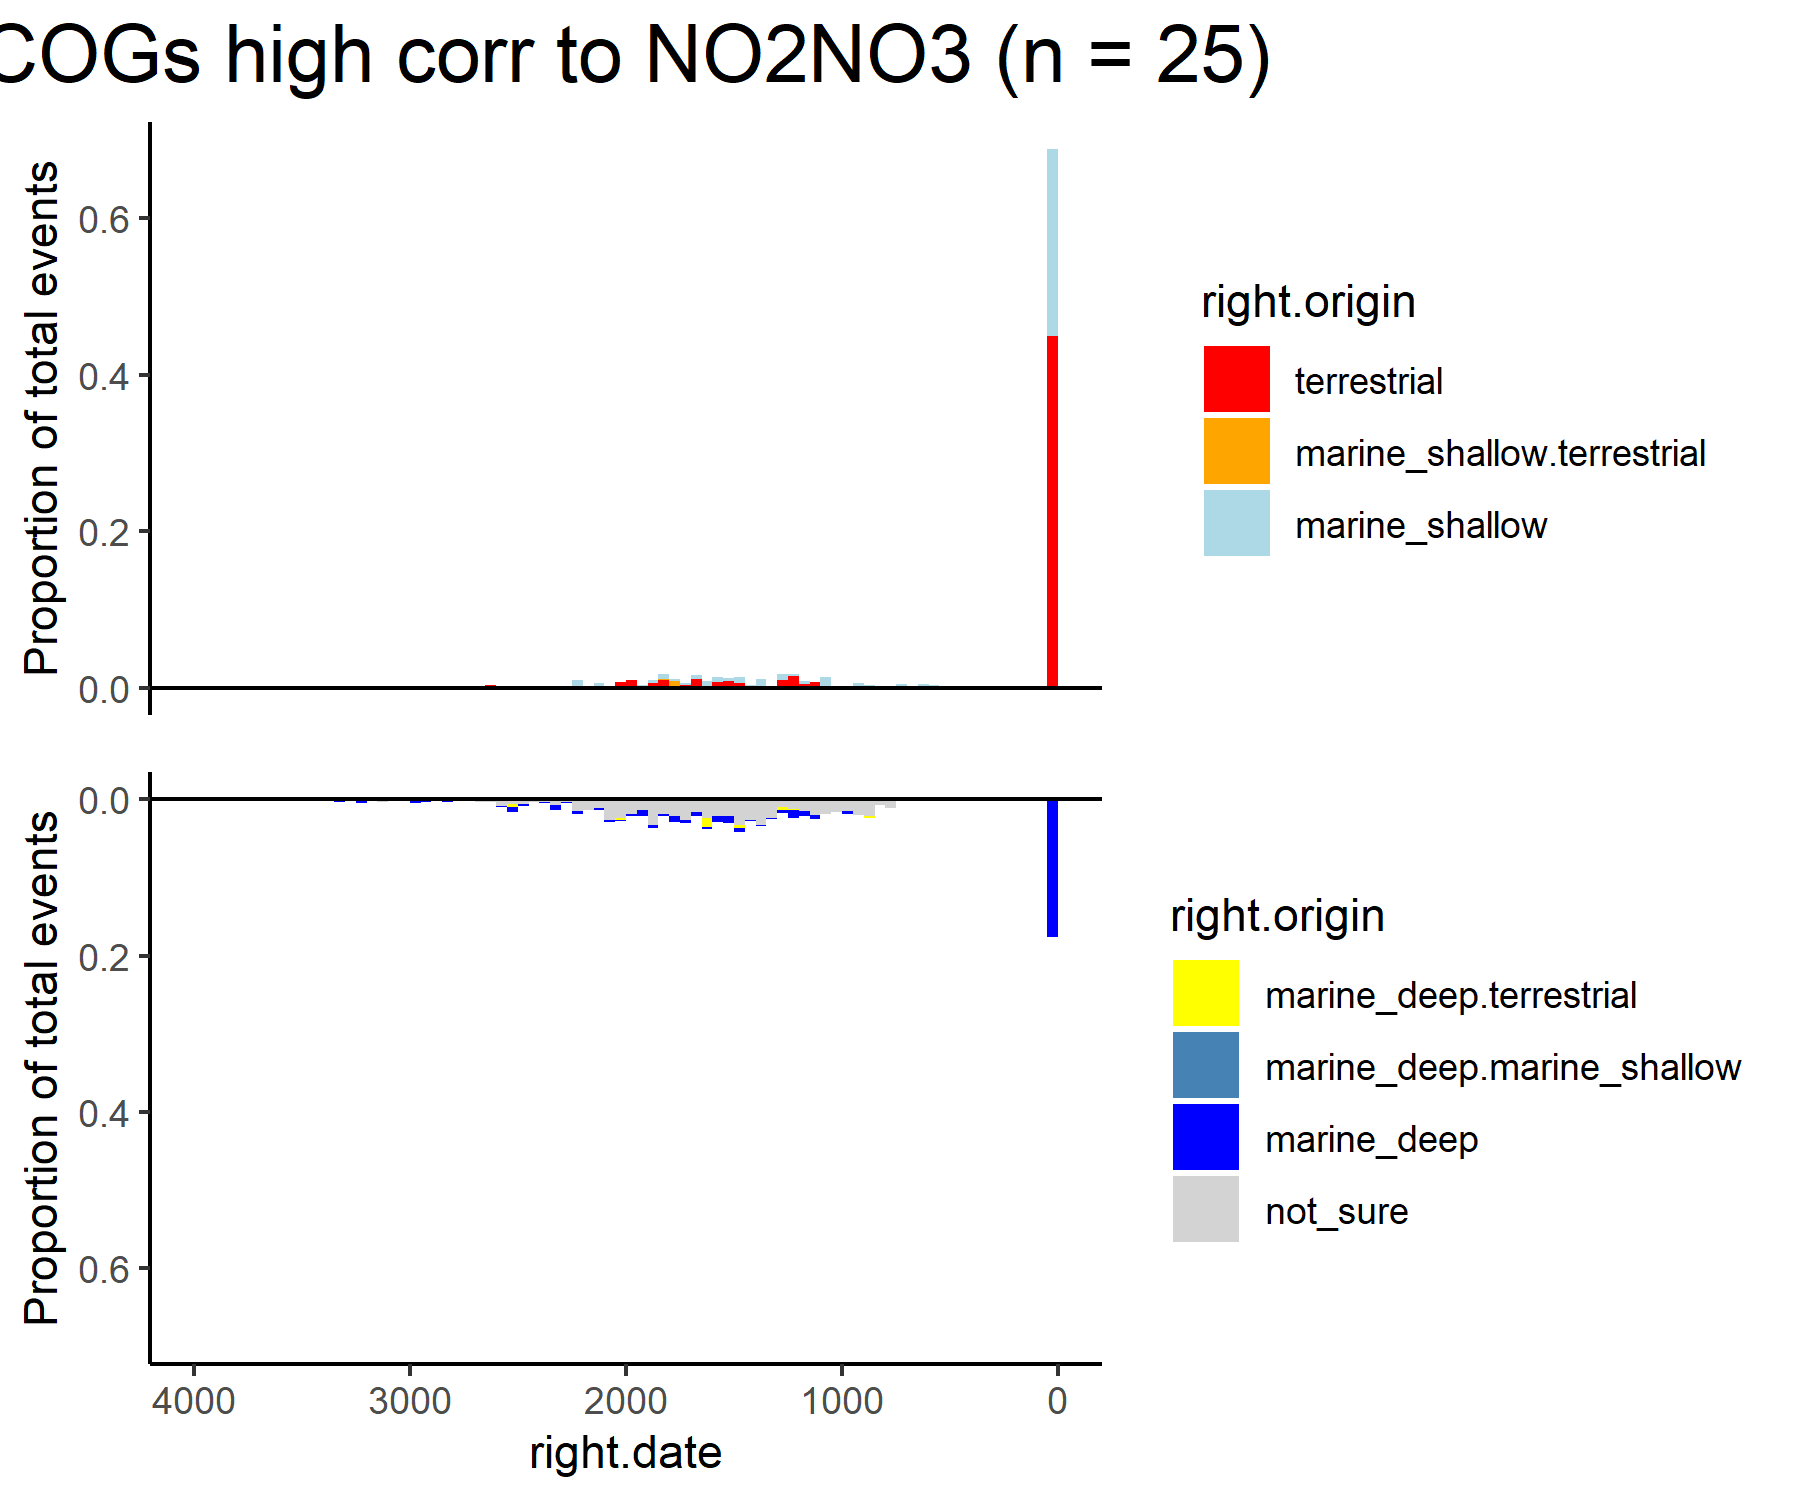 COGs high corr to NO2NO3 (n = 25)
Proportion of total events
0.6
0.4
0.2
0.0
right.origin
terrestrial
marine_shallow.terrestrial
marine_shallow
Proportion of total events
0.0
0.2
0.4
0.6
right.origin
marine_deep.terrestrial
marine_deep.marine_shallow
marine_deep
not_sure
4000 3000 2000 1000 0
right.date